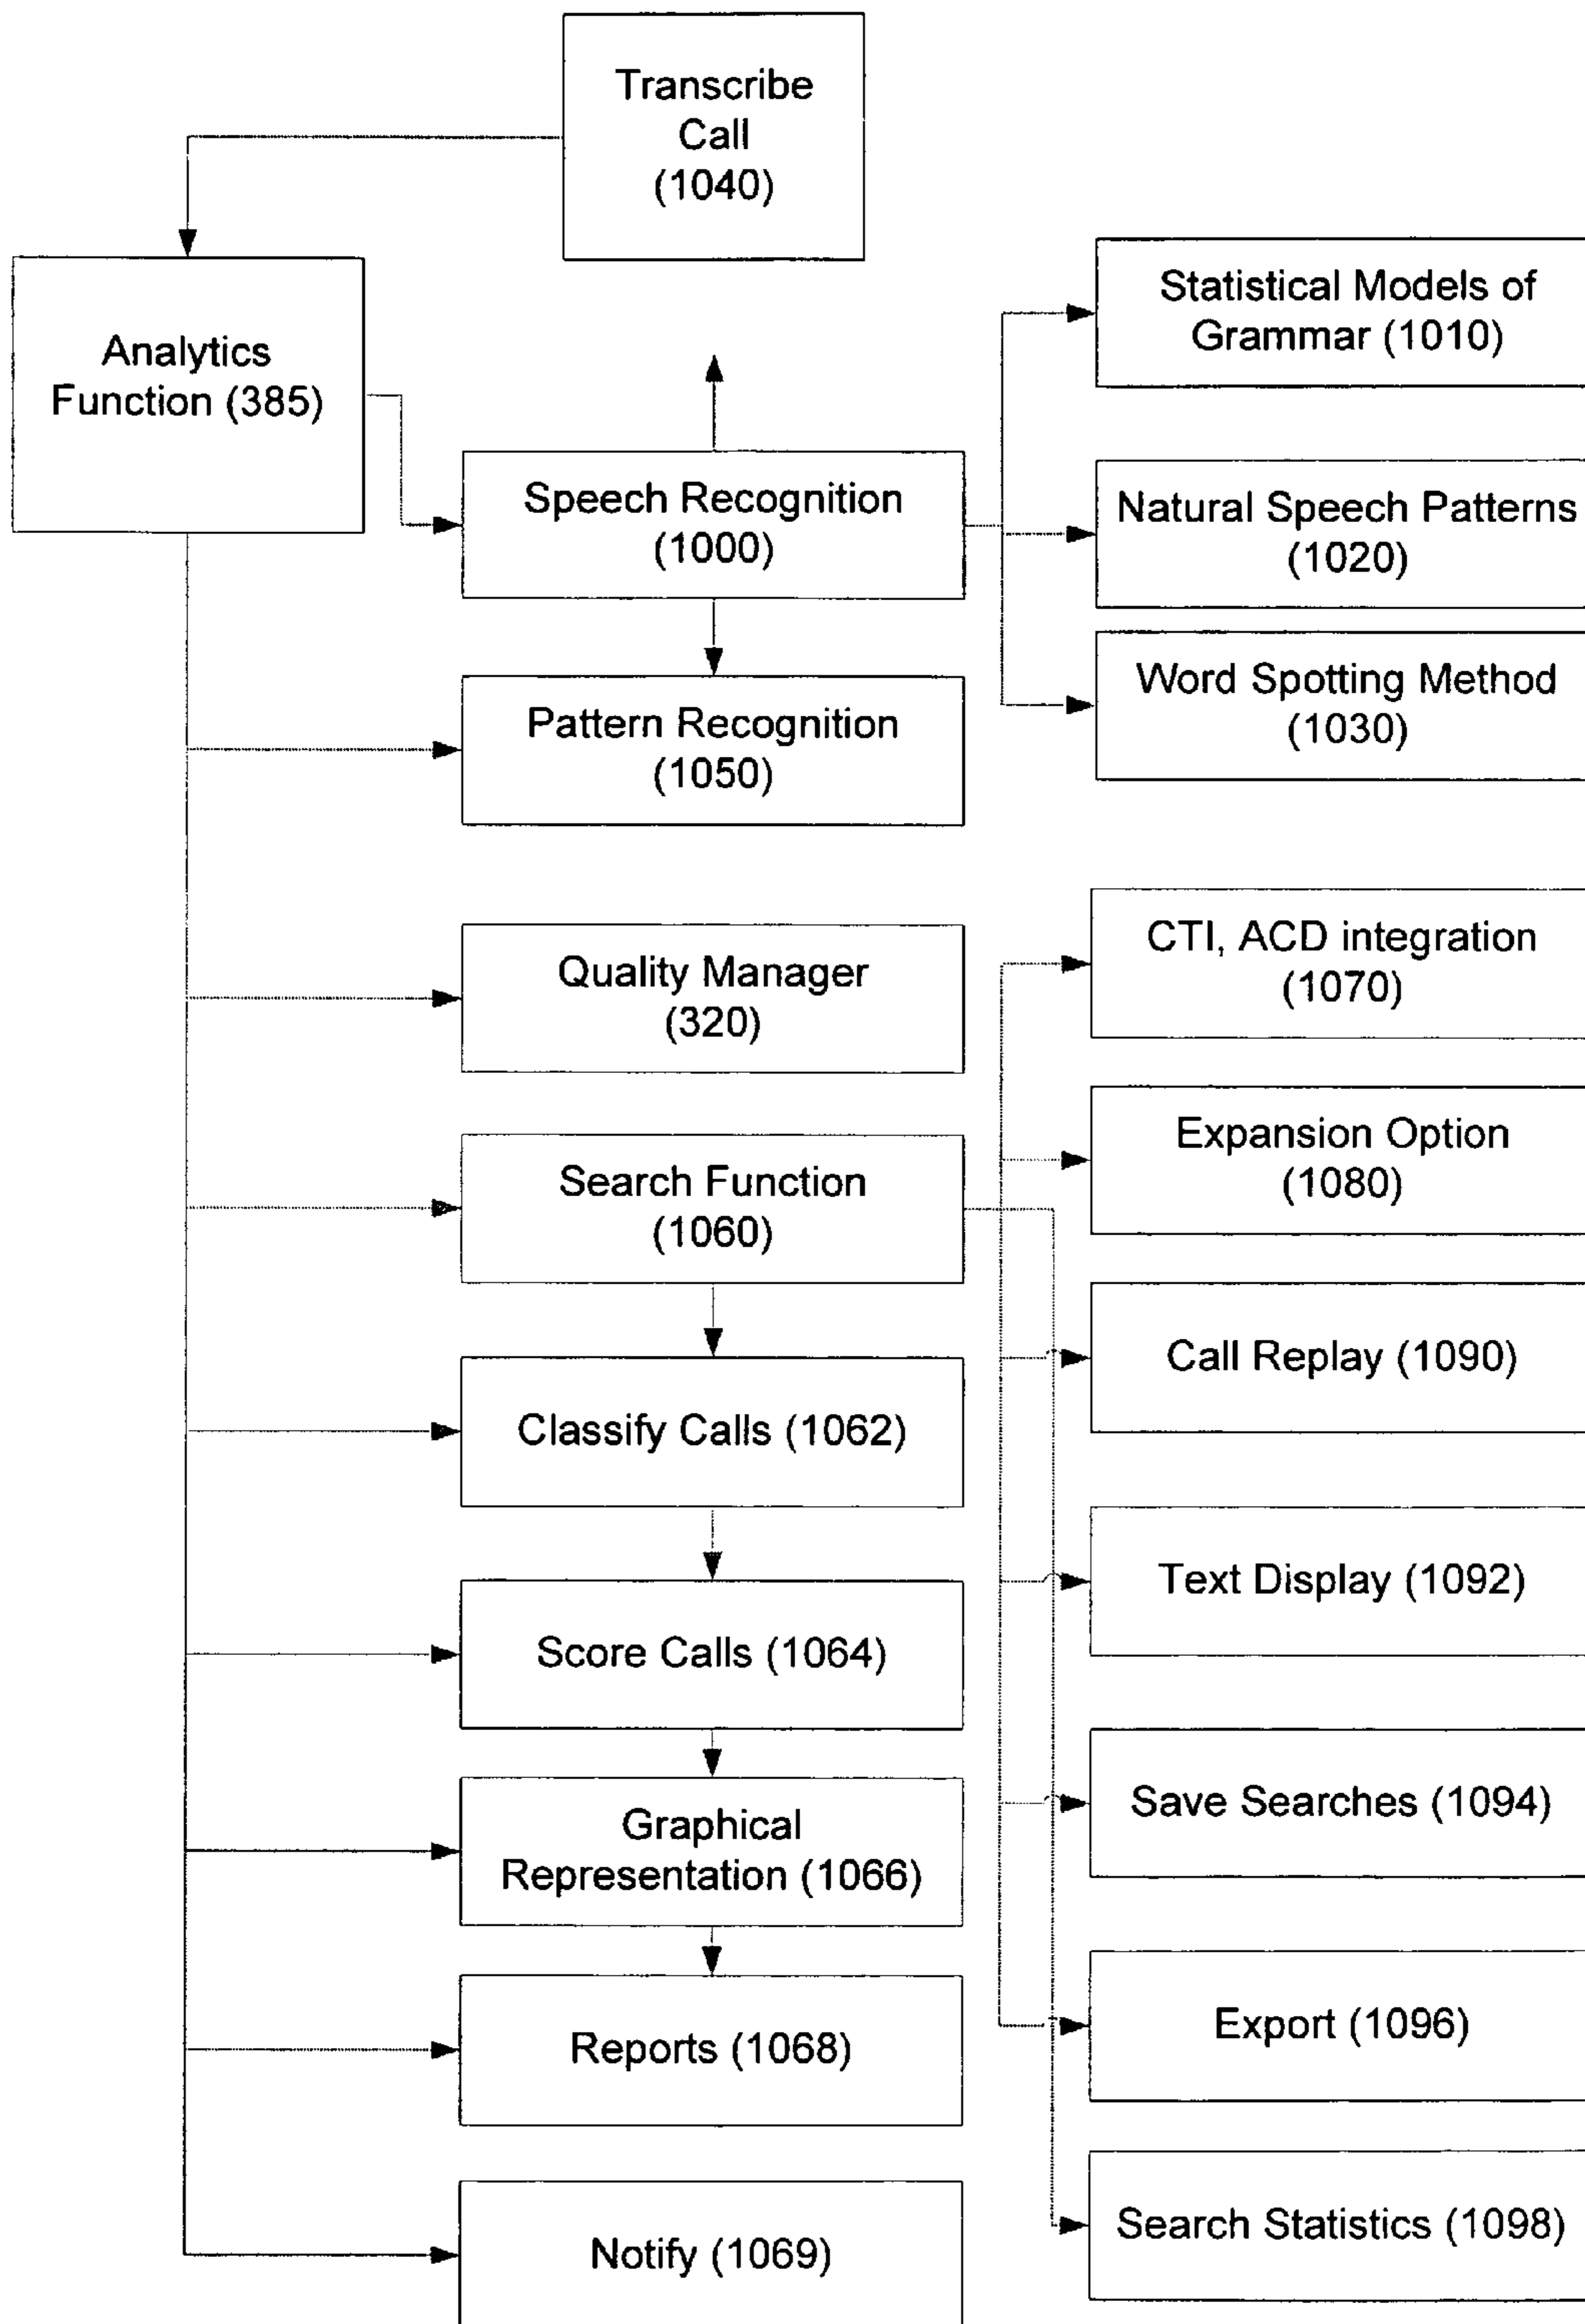 Transcribe
Call
(1040)
Analytics
Function (385)
Statistical Models of
Grammar (1010)
Speech Recognition
(1000)
Natural Speech Patterns
(1020)
Word Spotting Method
(1030)
Pattern Recognition
(1050)
Quality Manager
(320)
CTI, ACD integration
(1070)
Search Function
(1060)
Expansion Option
(1080)
Call Replay (1090)
Classify Calls (1062)
Text Display (1092)
Score Calls (1064)
Save Searches (1094)
Graphical
Representation (1066)
Export (1096)
Reports (1068)
Search Statistics (1098)
Notify (1069)